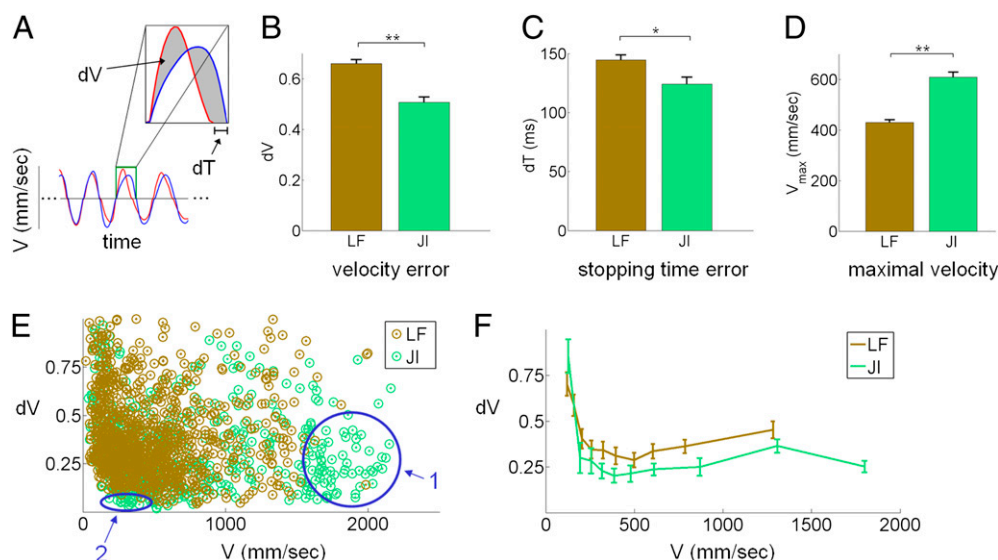 A
dV
dT
V (mm/sec)
... ...
time
B
**
dV
0.6
0.4
0.2
0
LF JI
velocity error
C
*
dT (ms)
150
100
50
0
LF JI
stopping time error
D
**
Vmax (mm/sec)
600
400
200
0
LF JI
maximal velocity
E
LF
JI
dV
0.75
0.5
0.25
0 1000 2000
V (mm/sec)
1
2
F
LF
JI
dV
0.75
0.5
0.25
0 500 1000 1500 2000
V (mm/sec)